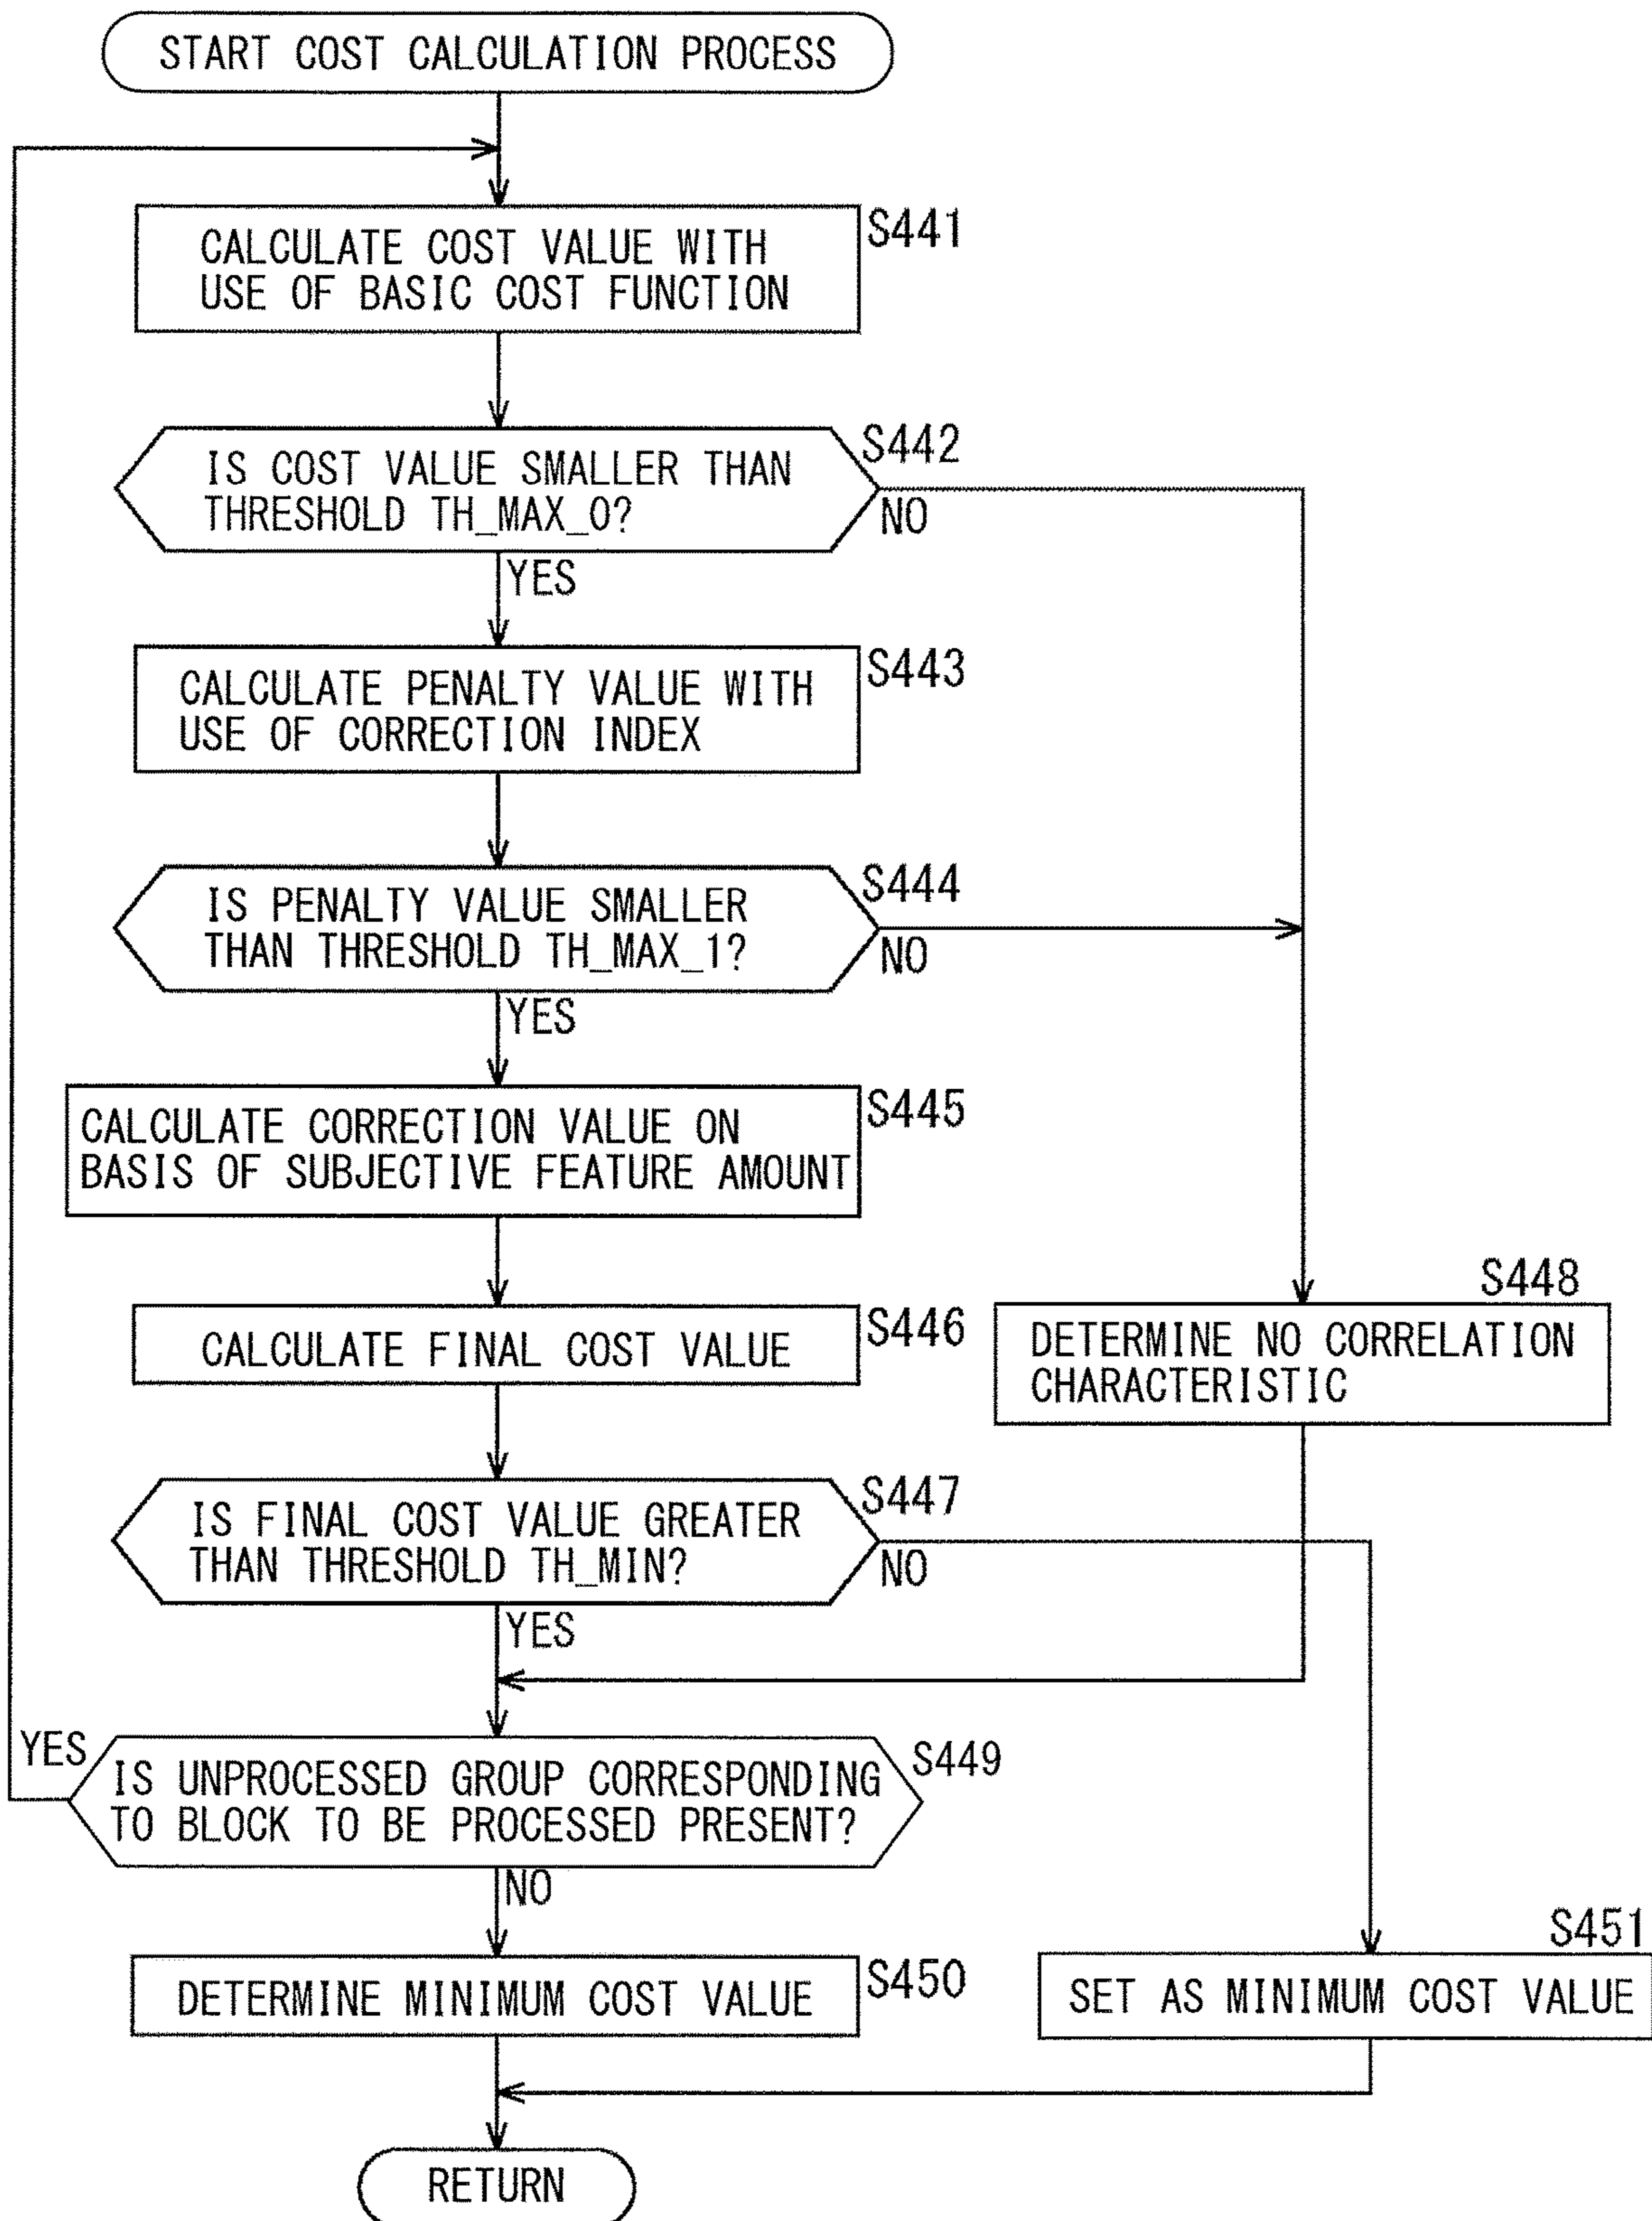 START COST CALCULATION PROCESS
S441
CALCULATE COST VALUE WITH
USE OF BASIC COST FUNCTION
S442
IS COST VALUE SMALLER THAN
THRESHOLD TH_MAX_0?
NO
YES
S443
CALCULATE PENALTY VALUE WITH
USE OF CORRECTION INDEX
S444
IS PENALTY VALUE SMALLER
THAN THRESHOLD TH_MAX_1?
NO
YES
S445
CALCULATE CORRECTION VALUE ON
BASIS OF SUBJECTIVE FEATURE AMOUNT
S446
CALCULATE FINAL COST VALUE
S448
DETERMINE NO CORRELATION
CHARACTERISTIC
S447
IS FINAL COST VALUE GREATER
THAN THRESHOLD TH_MIN?
NO
YES
YES
S449
IS UNPROCESSED GROUP CORRESPONDING
TO BLOCK TO BE PROCESSED PRESENT?
NO
S450
DETERMINE MINIMUM COST VALUE
S451
SET AS MINIMUM COST VALUE
RETURN